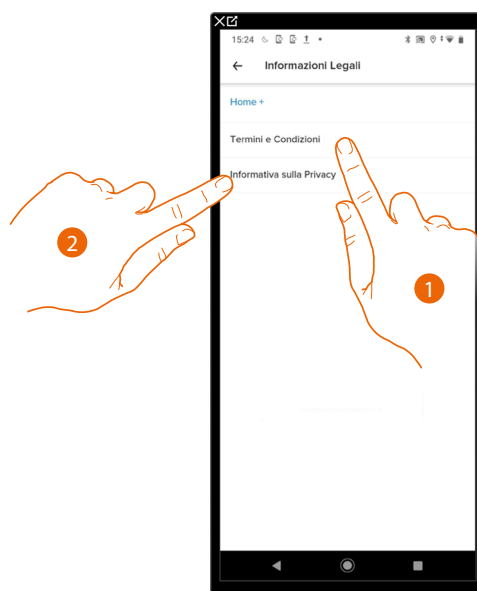 15:24
Informazioni Legali
Home +
Termini e Condizioni
Informativa sulla Privacy
2
1